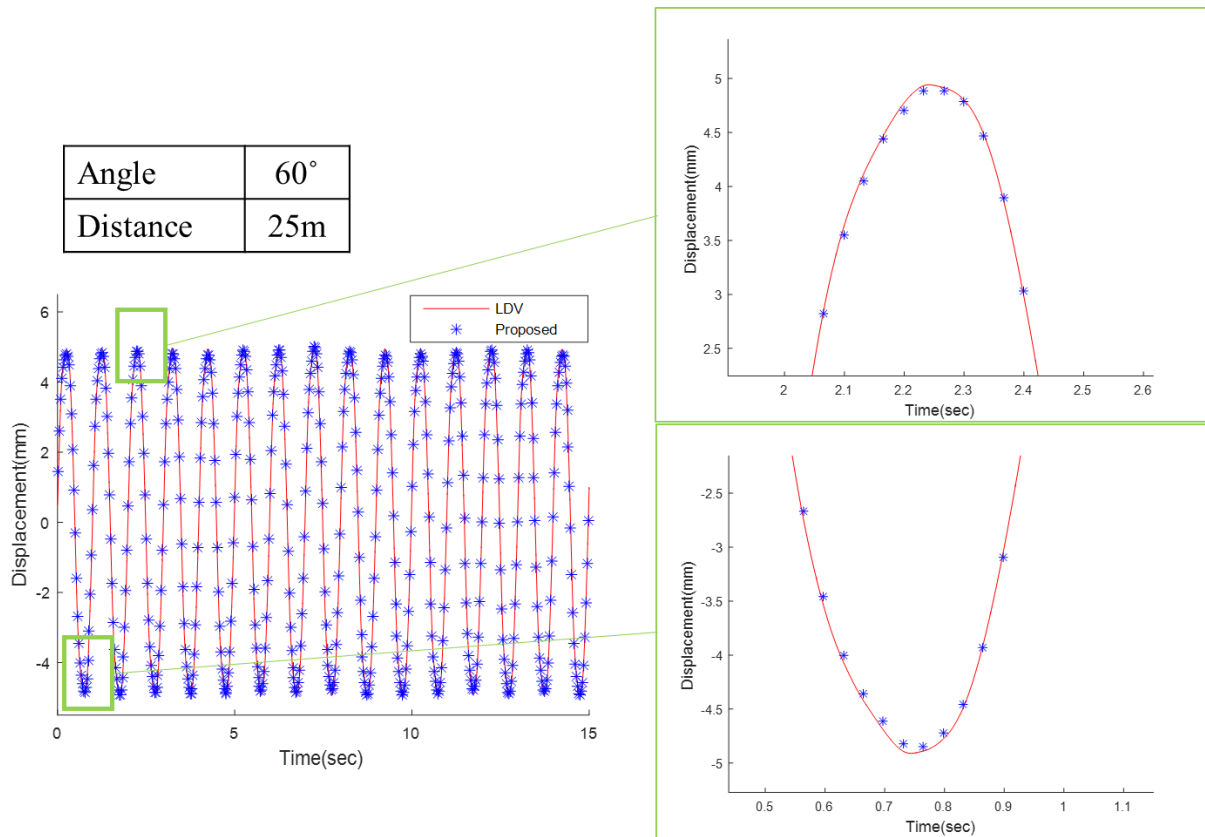 Angle 60˚
Distance 25m
LDV
Proposed
6
4
2
0
-2
-4
Displacement(mm)
0 5 10 15
Time(sec)
5
4.5
4
3.5
3
2.5
Displacement(mm)
2 2.1 2.2 2.3 2.4 2.5 2.6
Time(sec)
-2.5
-3
-3.5
-4
-4.5
-5
Displacement(mm)
0.5 0.6 0.7 0.8 0.9 1 1.1
Time(sec)